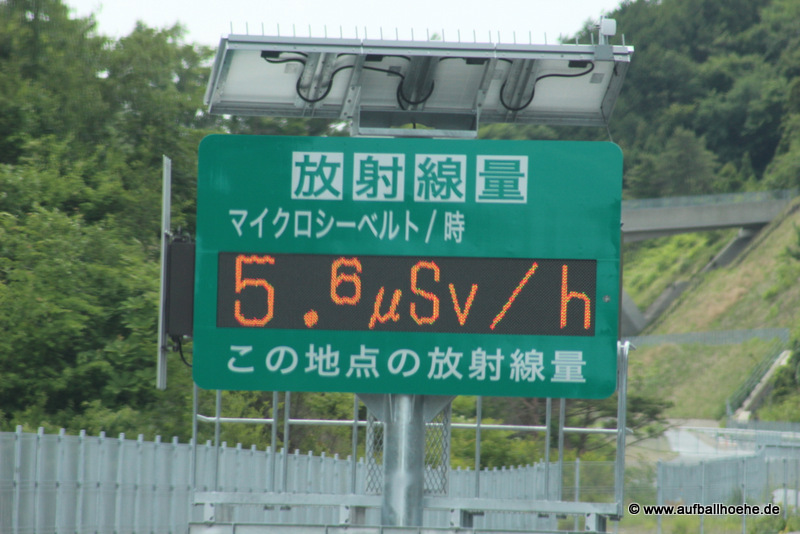 放射線量
マイクロシーベルト/時
5.6μSv/h
この地点の放射線量
© www.aufballhoehe.de